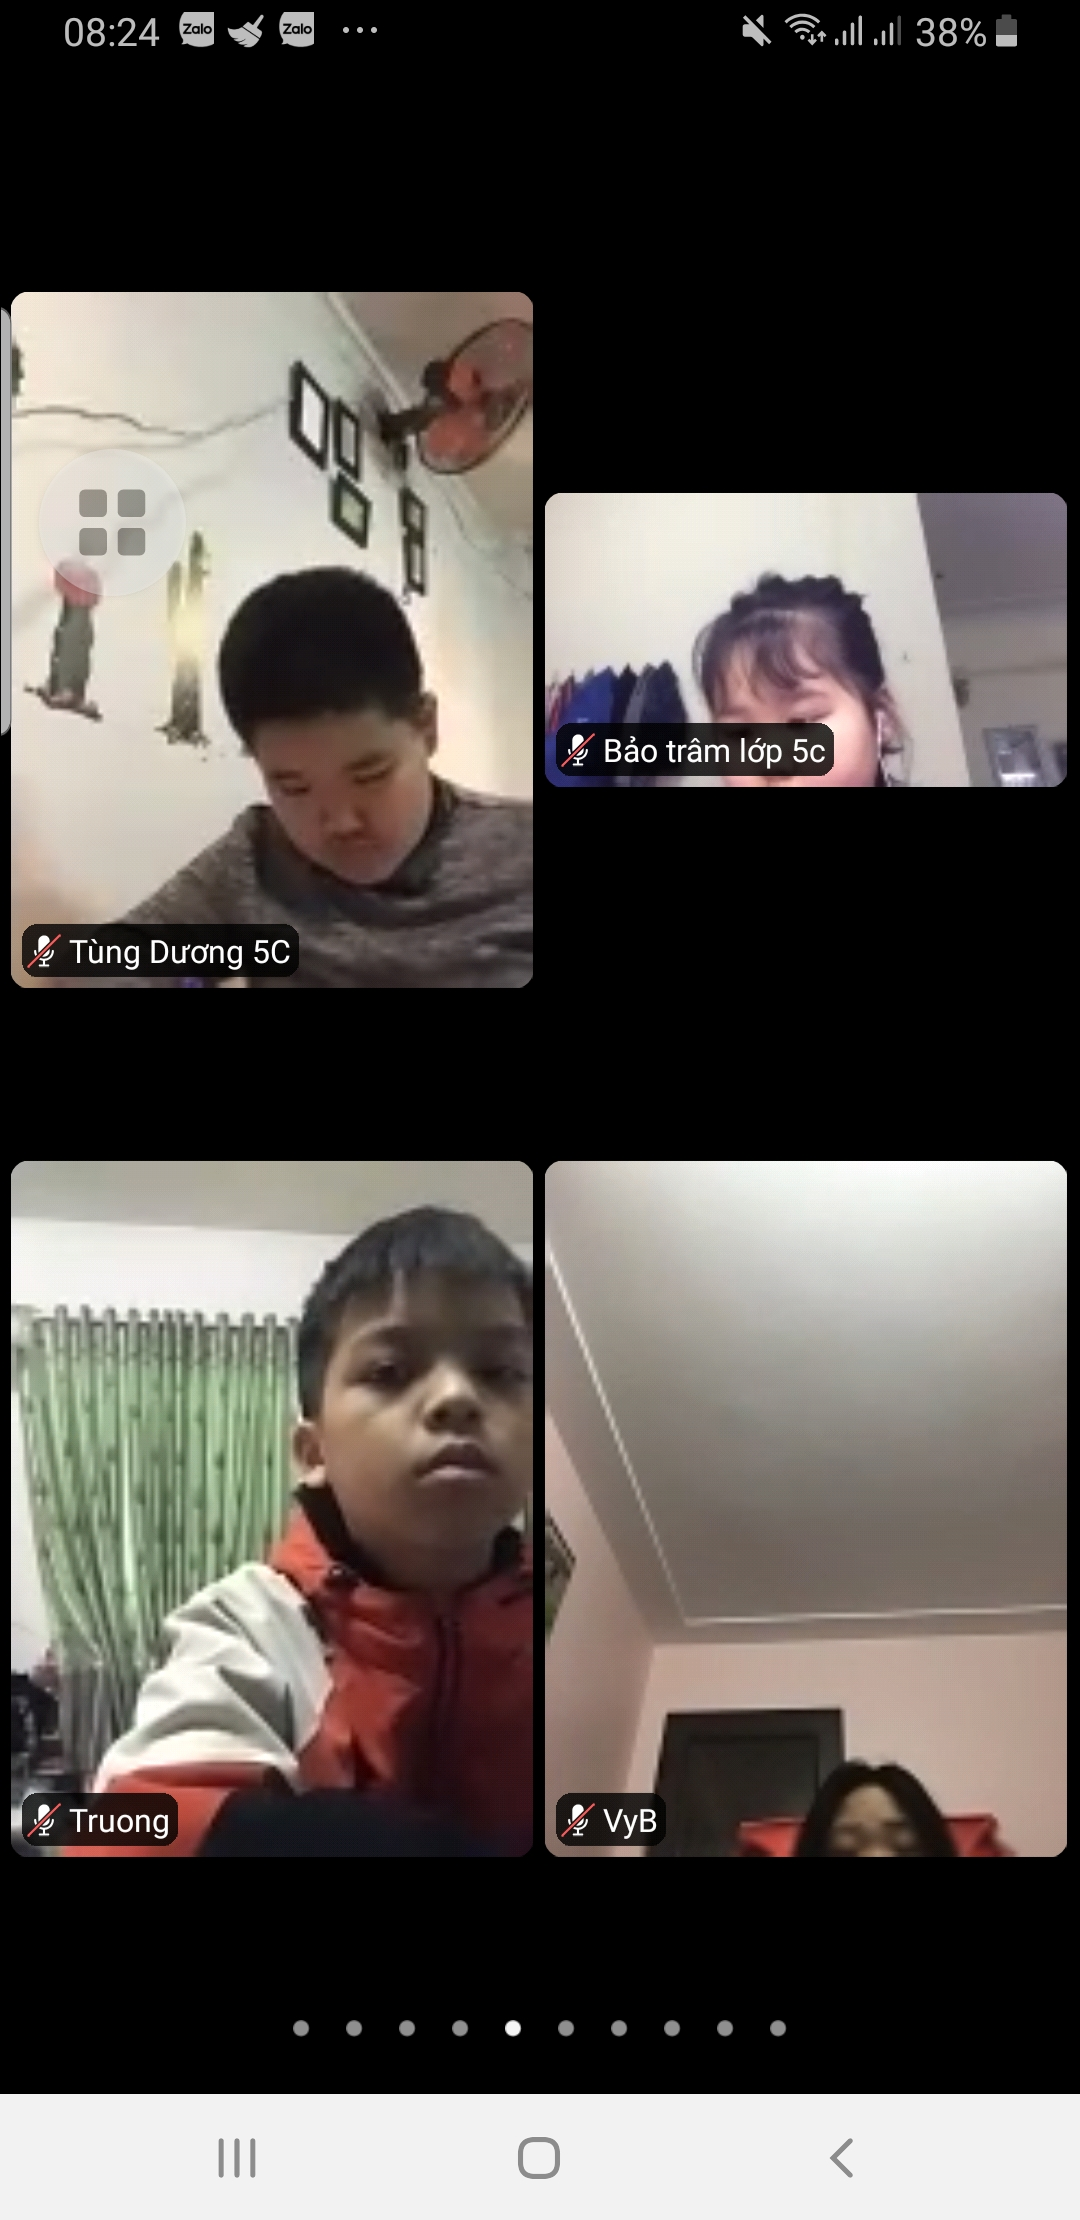 08:24 Zalo Zalo 38%
Bảo trâm lớp 5c
Tùng Dương 5C
Truong
VyB